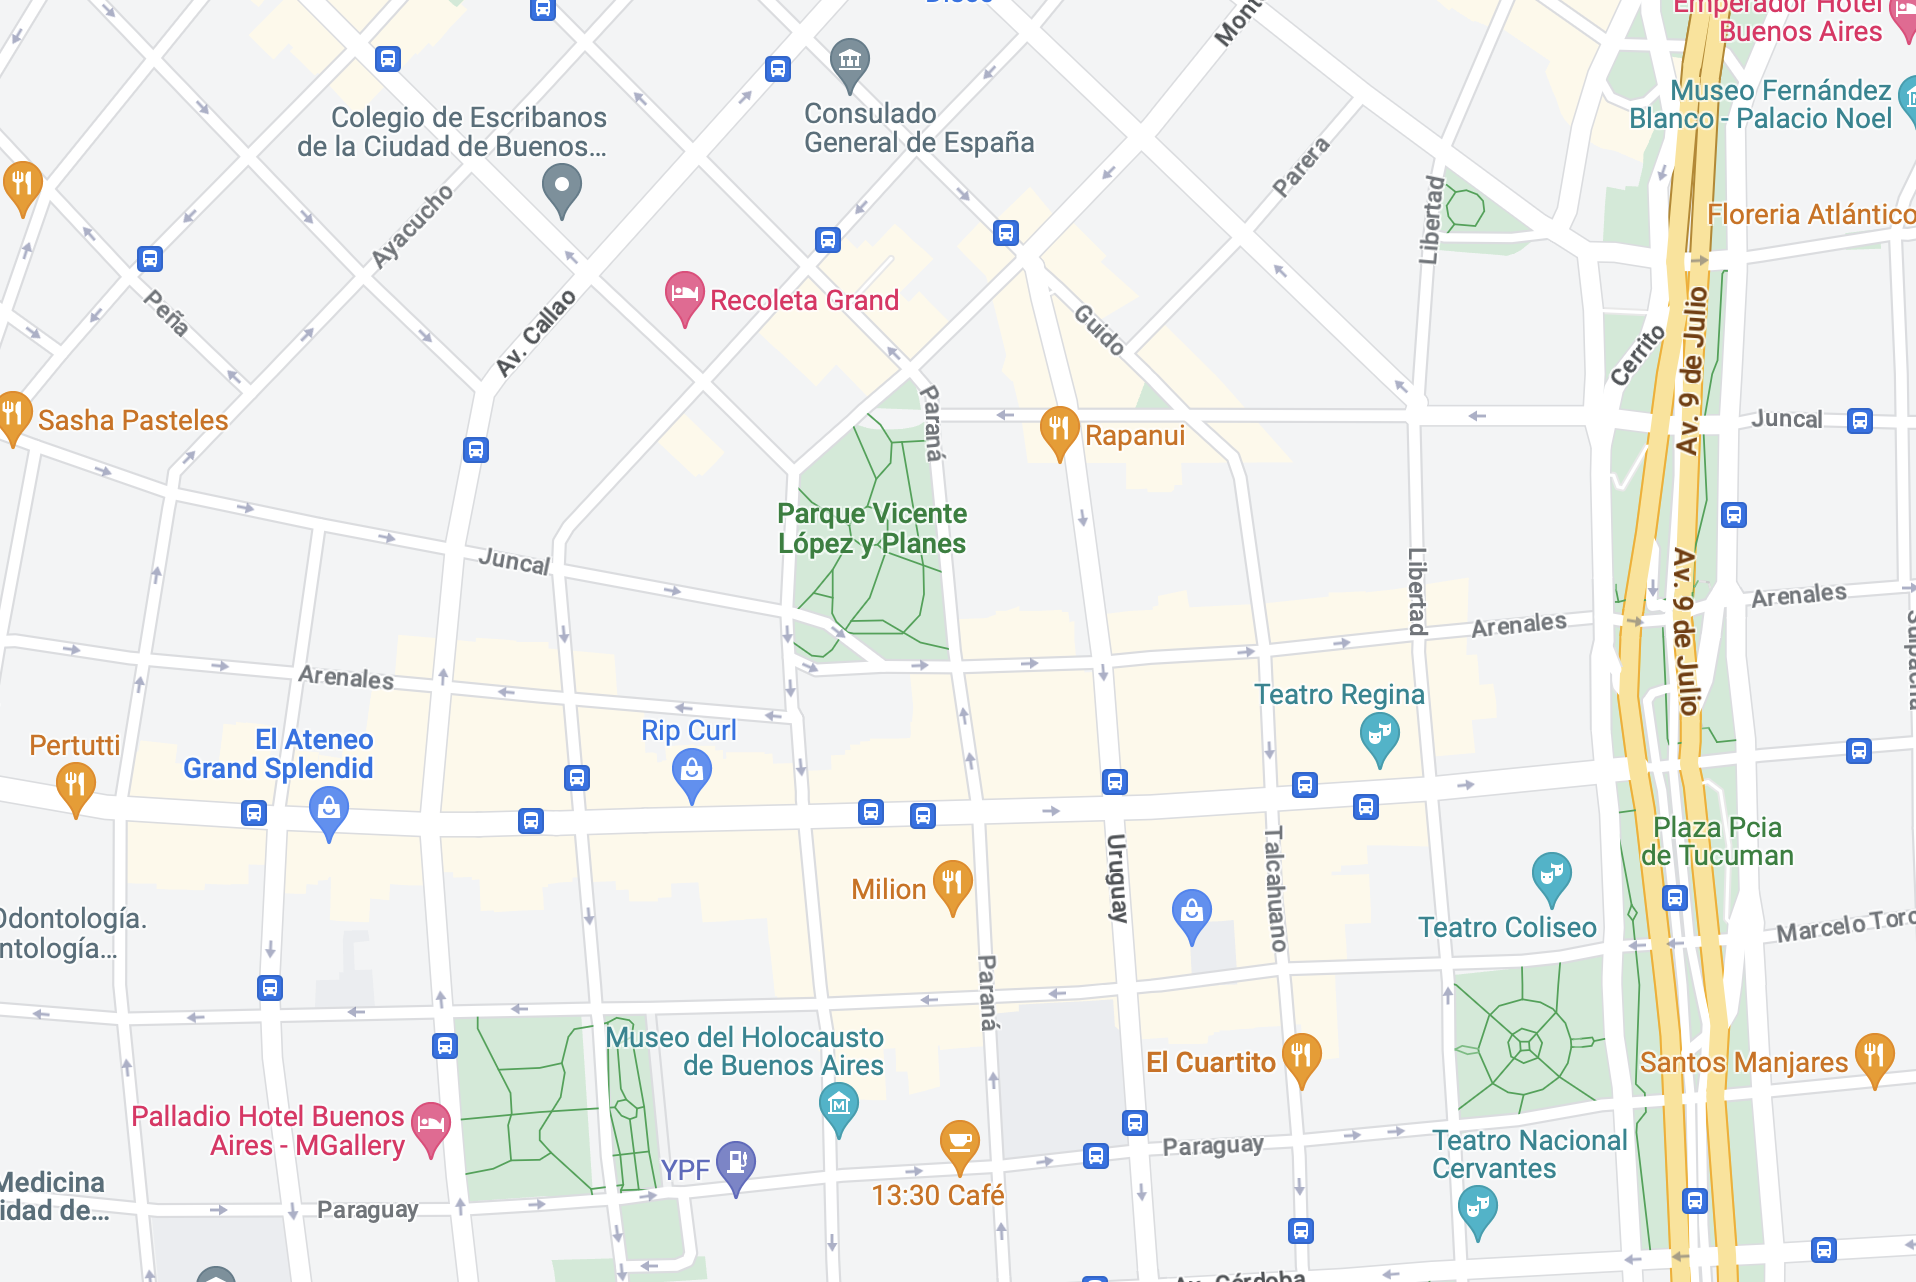 Disco
Emperador Hotel
Buenos Aires
Museo Fernández
Blanco - Palacio Noel
Colegio de Escribanos
de la Ciudad de Buenos...
Consulado
General de España
Parera
Libertad
Ayacucho
Floreria Atlántico
Peña
Av. Callao
Recoleta Grand
Guido
Cerrito
Av. 9 de Julio
Sasha Pasteles
Paraná
Rapanui
Juncal
Parque Vicente
López y Planes
Juncal
Libertad
Av. 9 de Julio
Arenales
Arenales
Arenales
Teatro Regina
Rip Curl
Pertutti
El Ateneo
Grand Splendid
Plaza Pcia
de Tucuman
Uruguay
Talcahuano
Milion
Odontología.
Teatro Coliseo
Paraná
Museo del Holocausto
de Buenos Aires
El Cuartito
Santos Manjares
Palladio Hotel Buenos
Aires - MGallery
YPF
Paraguay
Teatro Nacional
Cervantes
Medicina
idad de...
13:30 Café
Paraguay
Av. Córdoba